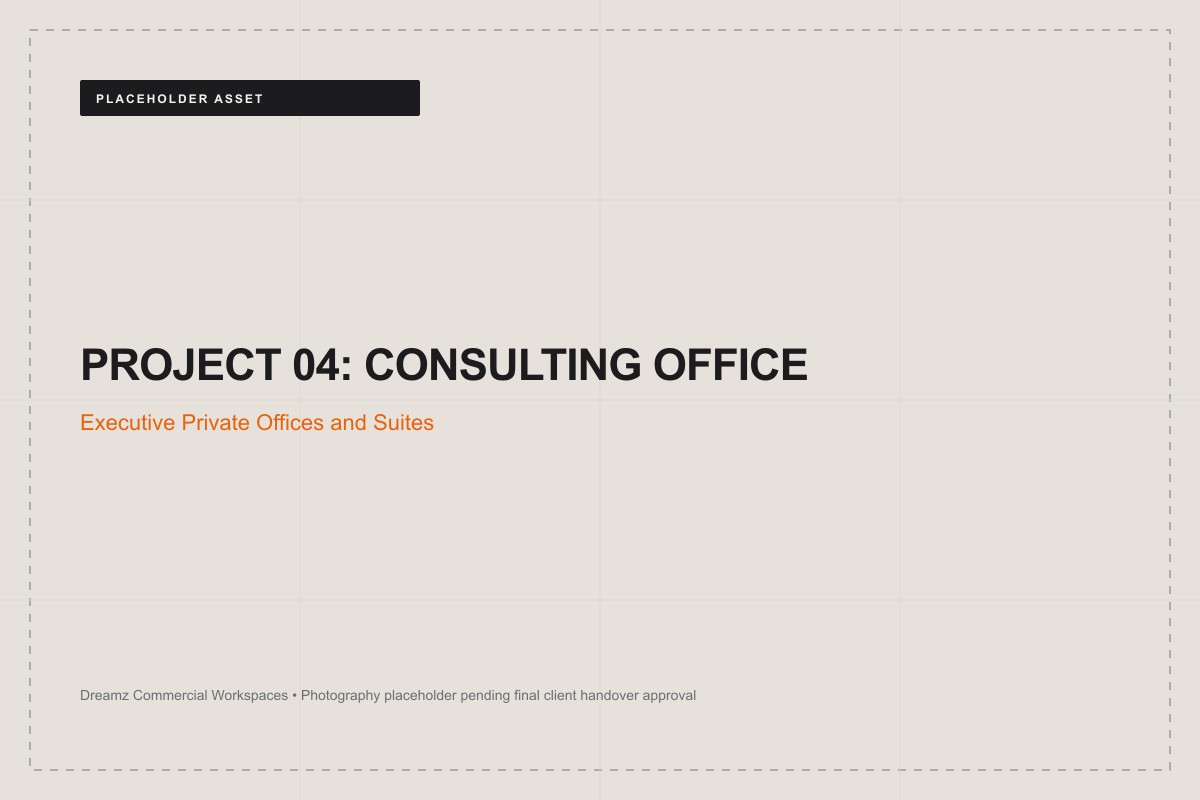 PLACEHOLDER ASSET
PROJECT 04: CONSULTING OFFICE
Executive Private Offices and Suites
Dreamz Commercial Workspaces • Photography placeholder pending final client handover approval